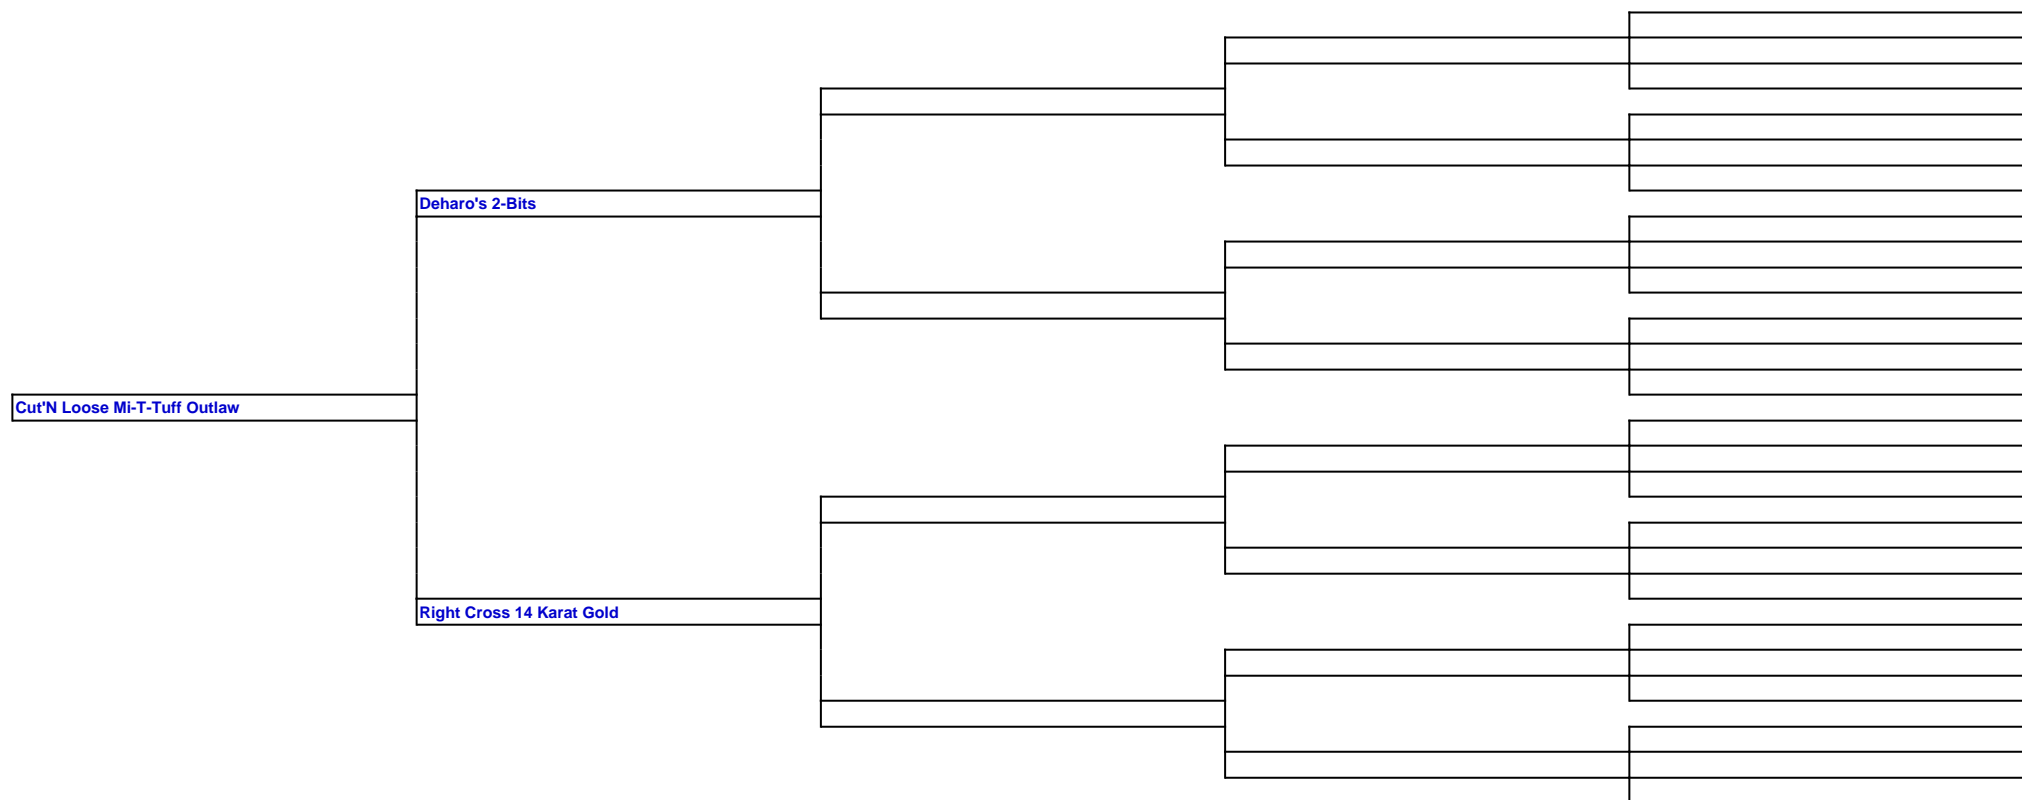 Deharo's 2-Bits
Cut'N Loose Mi-T-Tuff Outlaw
Right Cross 14 Karat Gold